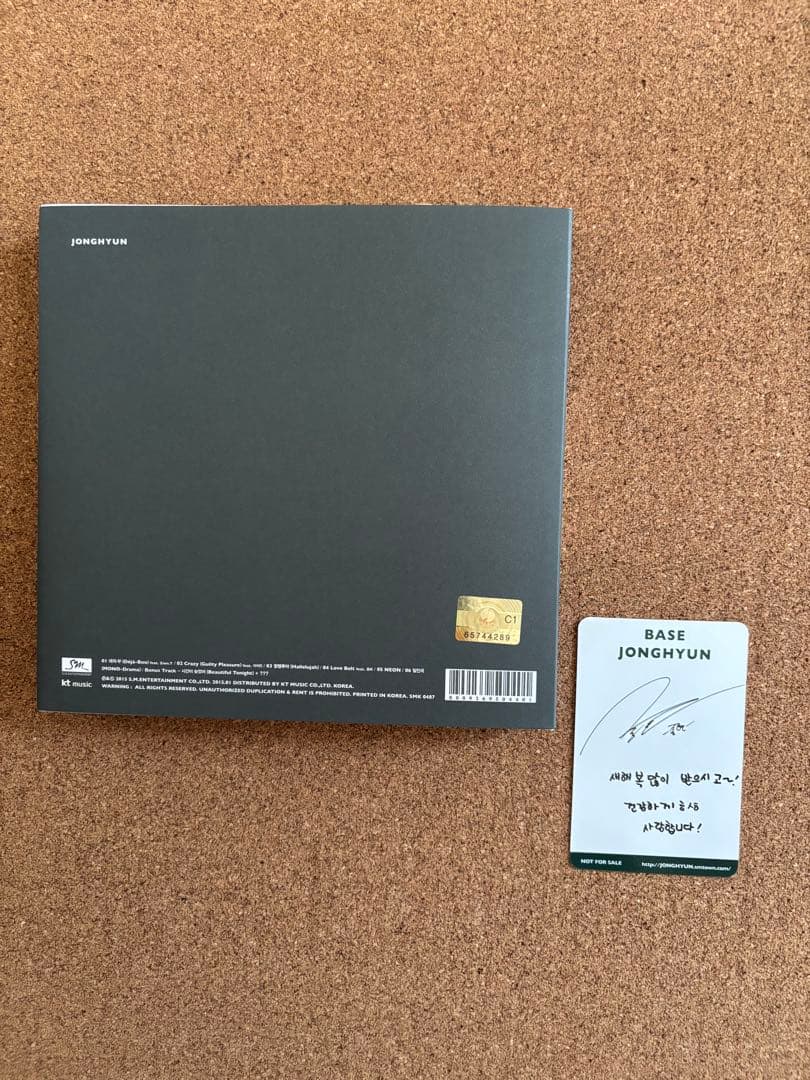 JONGHYUN
C1
65744289
01 데자-부 (Déjà-Boo) feat. Zion.T / 02 Crazy (Guilty Pleasure) feat. 아이언 / 03 할렐루야 (Hallelujah) / 04 Love Belt feat. 윤하 / 05 NEON / 06 일인극
(MONO-Drama) / Bonus Track – 시간이 늦었어 (Beautiful Tonight) + ???
SM
ENTERTAINMENT
kt music
℗&© 2015 S.M.ENTERTAINMENT CO.,LTD. 2015.01 DISTRIBUTED BY KT MUSIC CO.,LTD. KOREA.
WARNING : ALL RIGHTS RESERVED. UNAUTHORIZED DUPLICATION & RENT IS PROHIBITED. PRINTED IN KOREA. SMK 0487
BASE
JONGHYUN
새해 복 많이 받으시고~!
건강하게 항상
사랑합니다!
NOT FOR SALE
http://JONGHYUN.smtown.com/